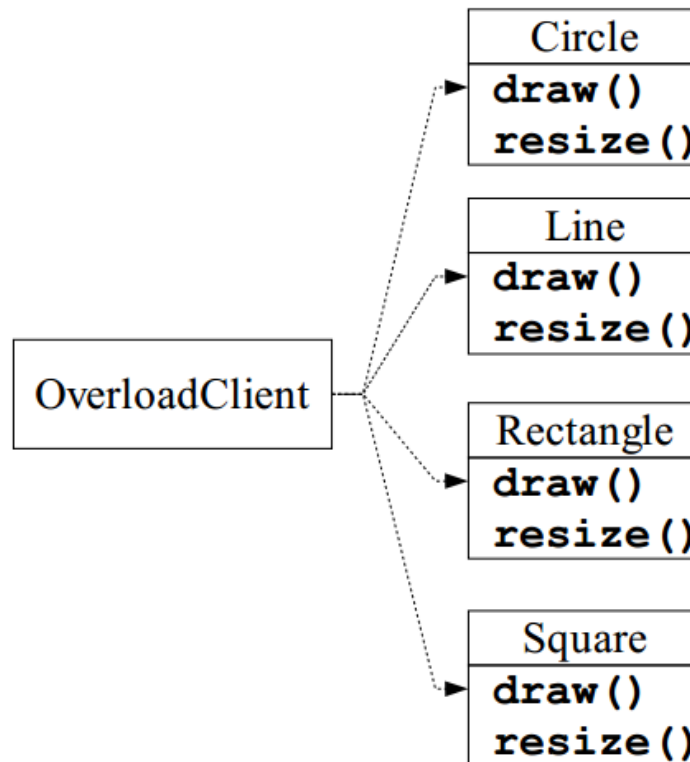 Circle
draw()
resize()
Line
draw()
resize()
OverloadClient
Rectangle
draw()
resize()
Square
draw()
resize()